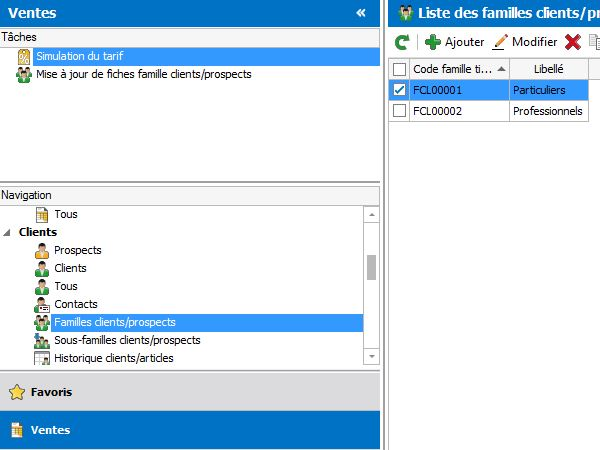 Ventes «
Tâches
Simulation du tarif
Mise à jour de fiches famille clients/prospects
Navigation
Tous
Clients
Prospects
Clients
Tous
Contacts
Familles clients/prospects
Sous-familles clients/prospects
Historique clients/articles
Favoris
Ventes
Liste des familles clients/pr
Ajouter Modifier
Code famille ti... Libellé
FCL00001 Particuliers
FCL00002 Professionnels